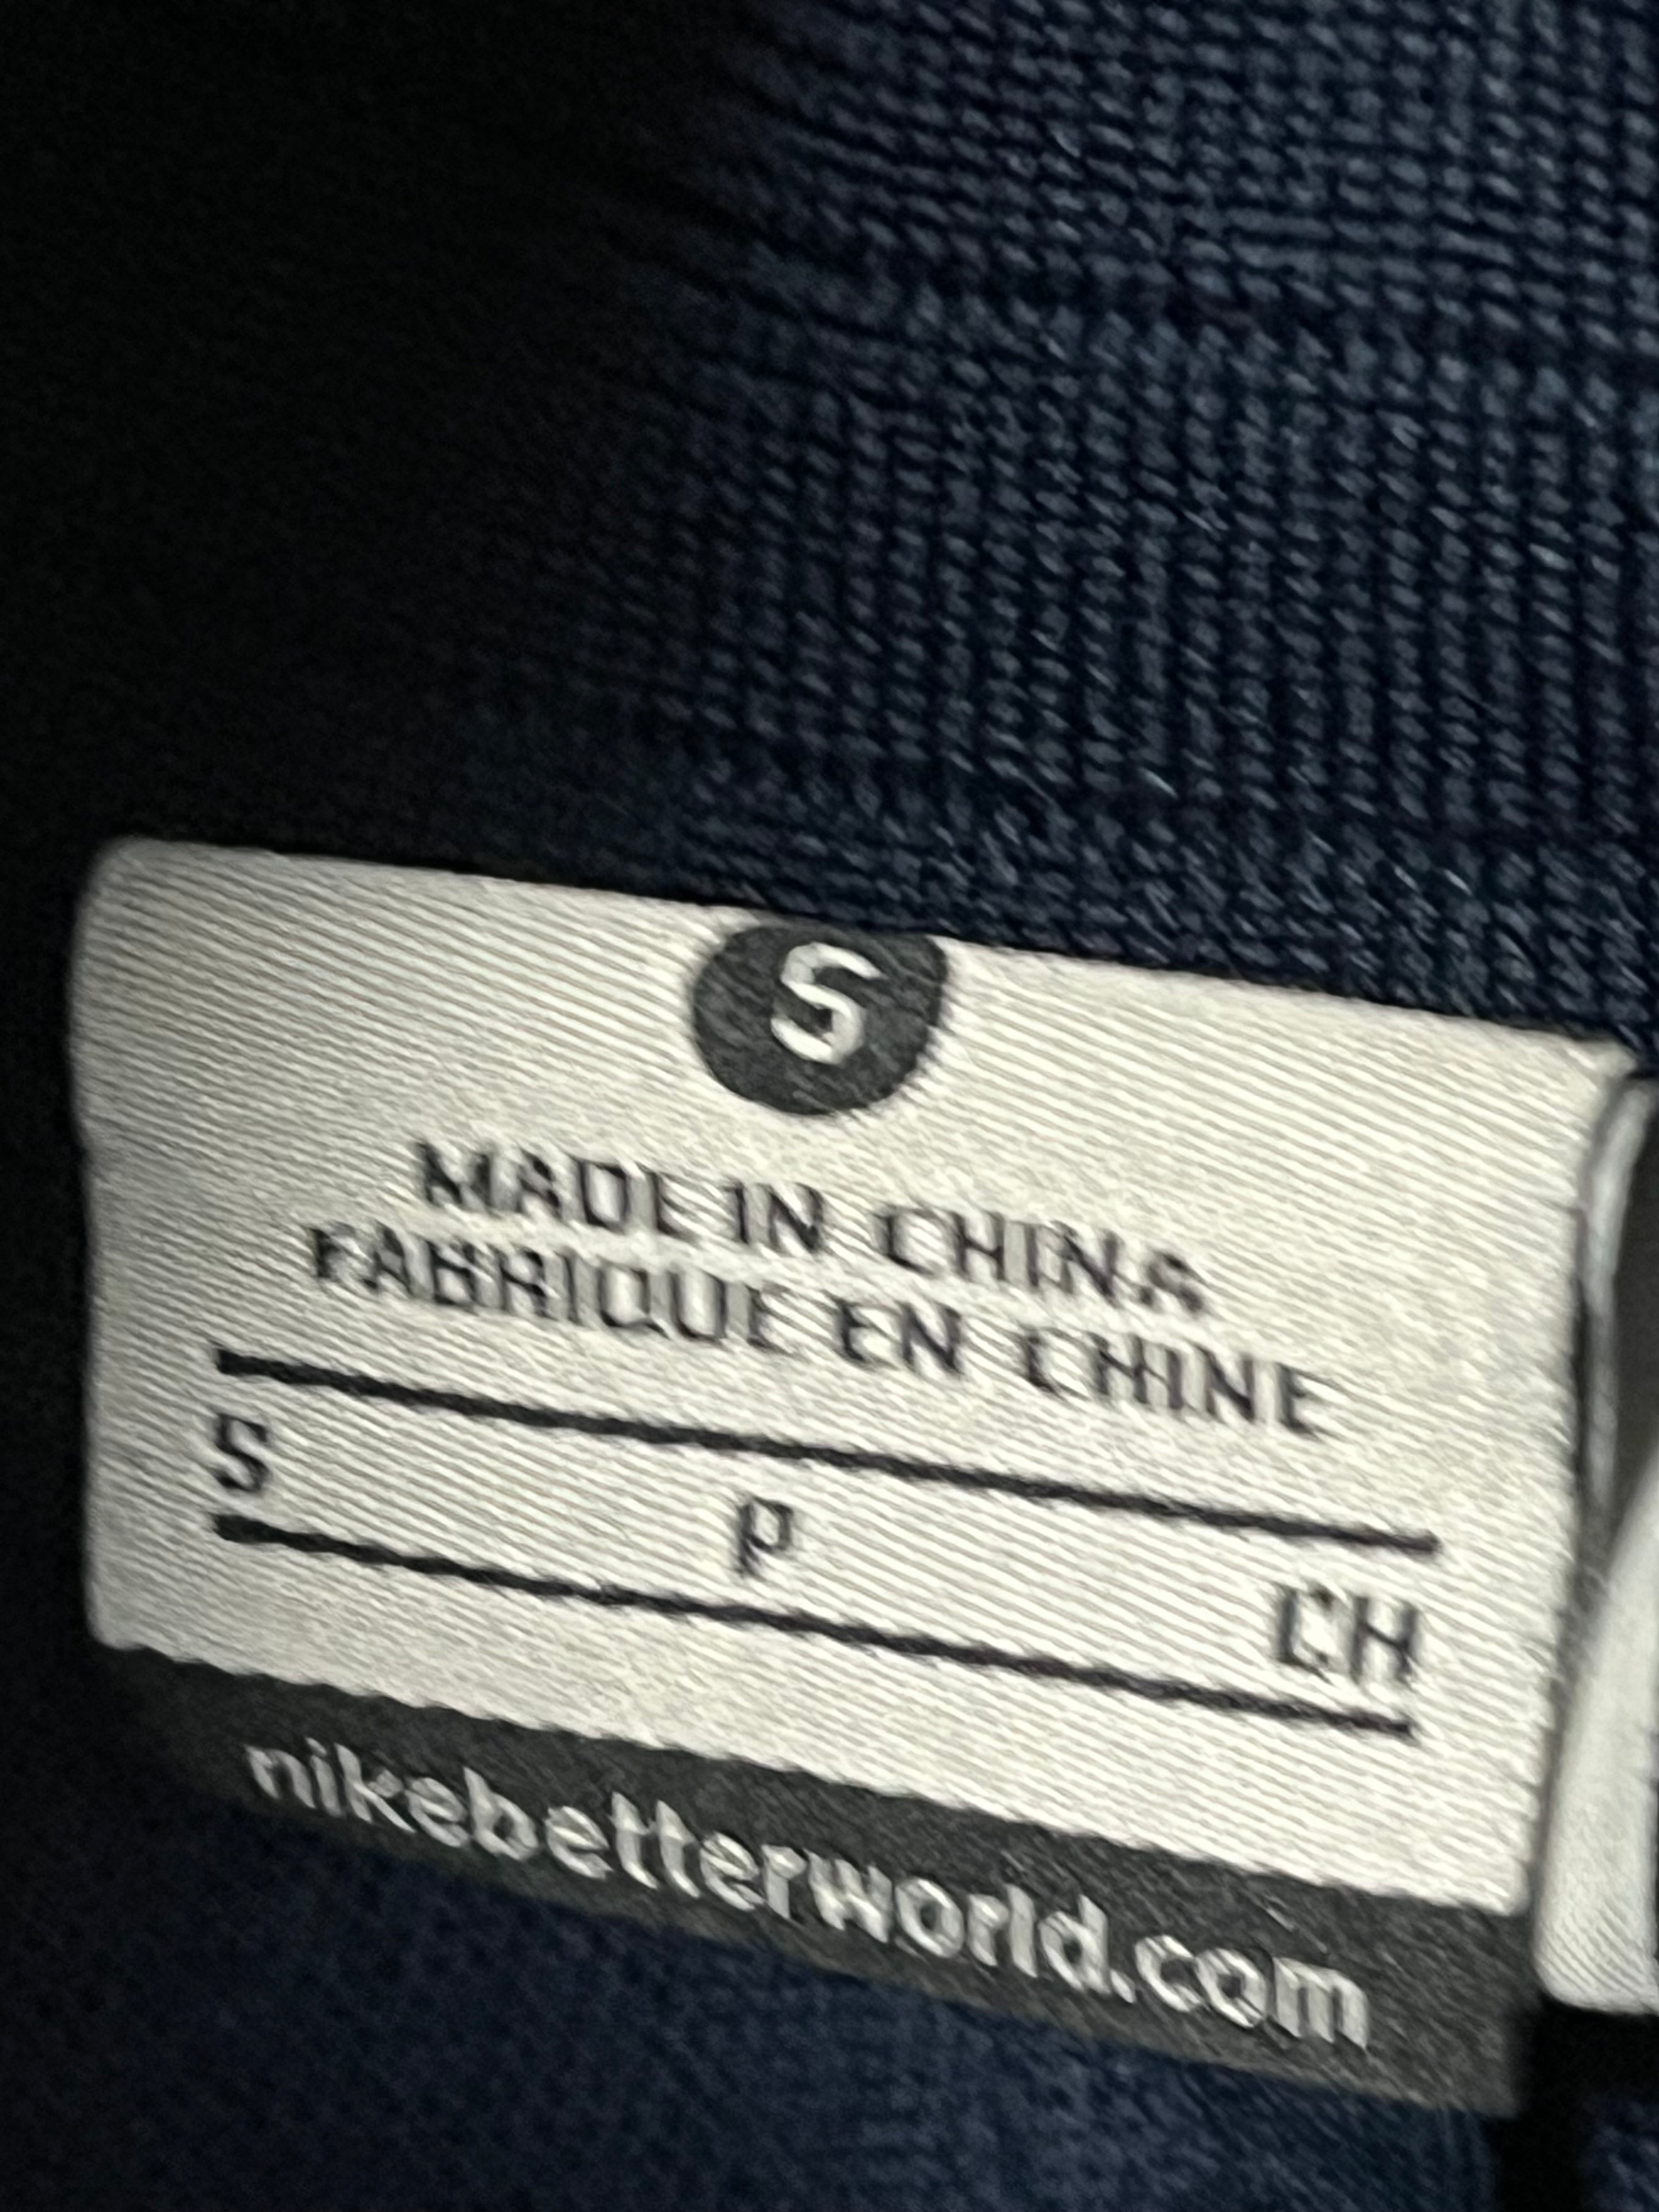 S
MADE IN CHINA
FABRIQUE EN CHINE
S P CH
nikebetterworld.com